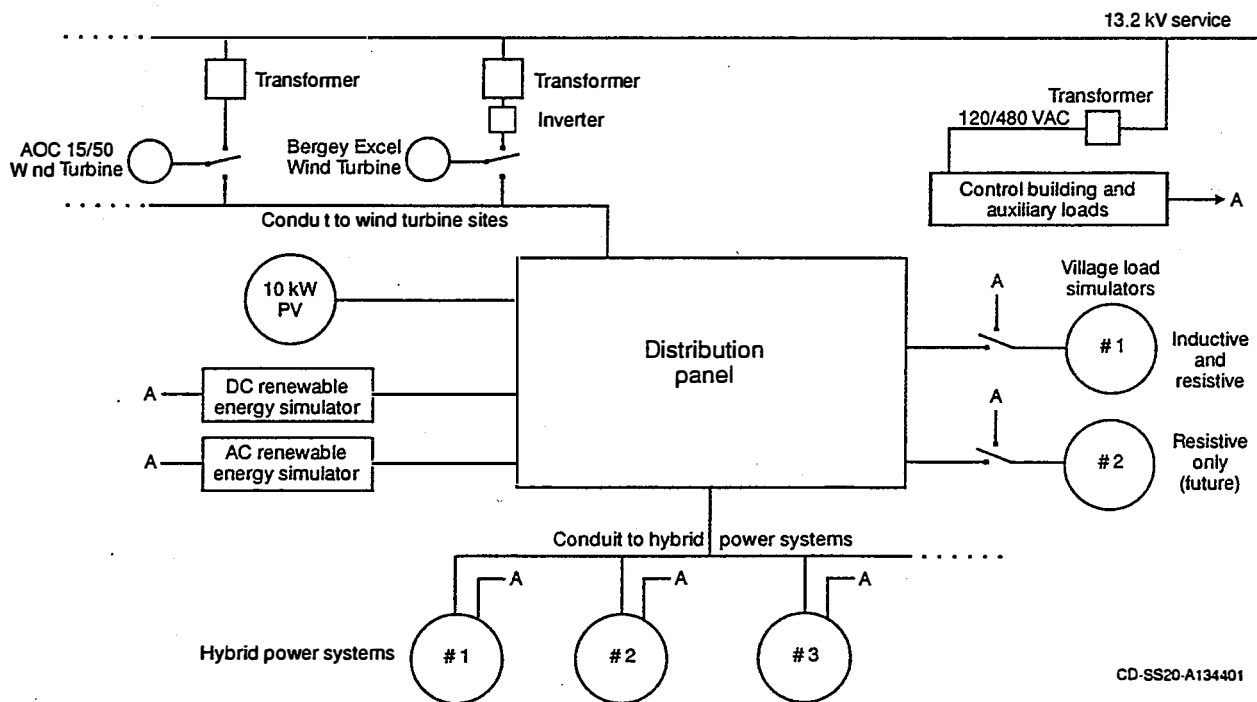 13.2 kV service
Transformer
Transformer
Inverter
Transformer
120/480 VAC
AOC 15/50
W nd Turbine
Bergey Excel
Wind Turbine
Control building and
auxiliary loads
A
Condu t to wind turbine sites
10 kW
PV
Distribution
panel
A
Village load
simulators
#1
Inductive
and
resistive
A
DC renewable
energy simulator
A
AC renewable
energy simulator
A
#2
Resistive
only
(future)
Conduit to hybrid power systems
A
A
A
Hybrid power systems
#1
#2
#3
CD-SS20-A134401